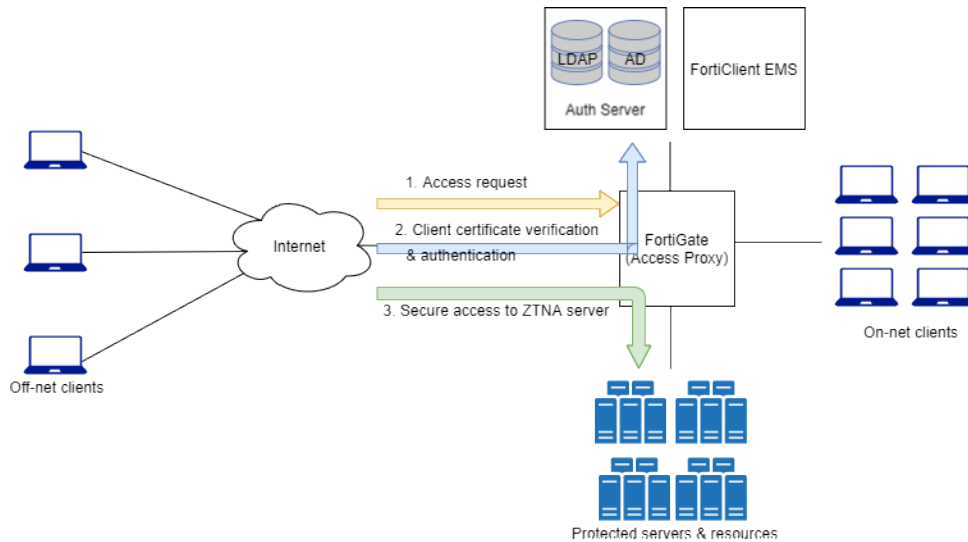 LDAP
AD
Auth Server
FortiClient EMS
1. Access request
2. Client certificate verification
& authentication
Internet
FortiGate
(Access Proxy)
3. Secure access to ZTNA server
On-net clients
Off-net clients
Protected servers & resources